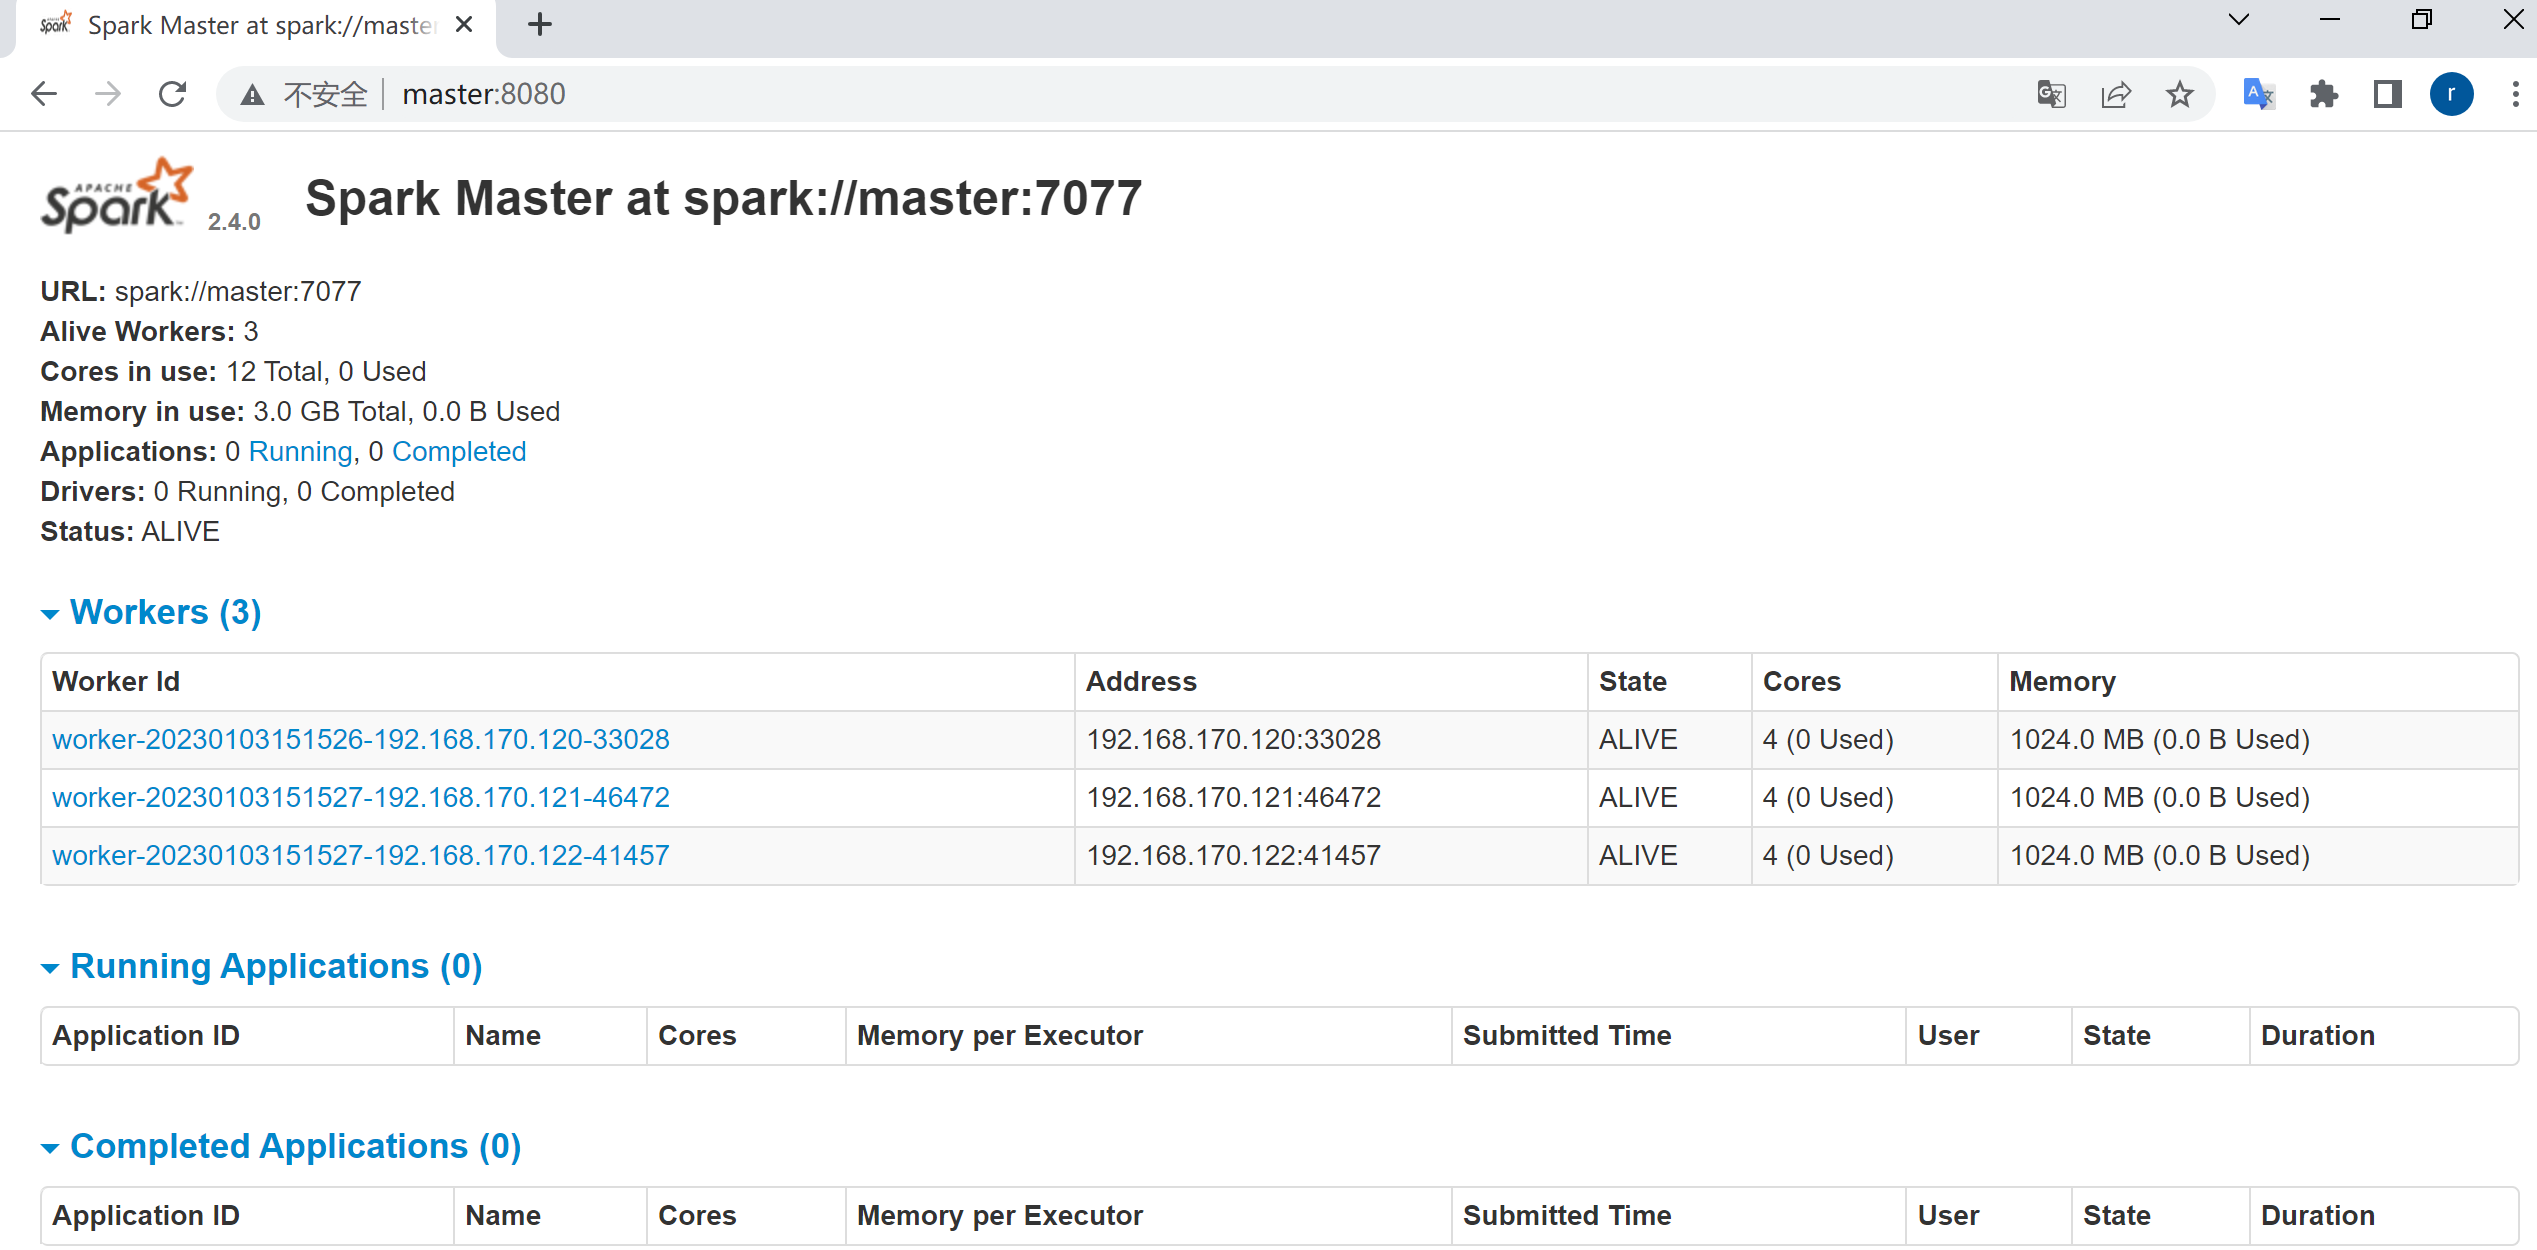 Spark Master at spark://master
不安全 master:8080
APACHE Spark 2.4.0 Spark Master at spark://master:7077
URL: spark://master:7077
Alive Workers: 3
Cores in use: 12 Total, 0 Used
Memory in use: 3.0 GB Total, 0.0 B Used
Applications: 0 Running, 0 Completed
Drivers: 0 Running, 0 Completed
Status: ALIVE
Workers (3)
Worker Id Address State Cores Memory
worker-20230103151526-192.168.170.120-33028 192.168.170.120:33028 ALIVE 4 (0 Used) 1024.0 MB (0.0 B Used)
worker-20230103151527-192.168.170.121-46472 192.168.170.121:46472 ALIVE 4 (0 Used) 1024.0 MB (0.0 B Used)
worker-20230103151527-192.168.170.122-41457 192.168.170.122:41457 ALIVE 4 (0 Used) 1024.0 MB (0.0 B Used)
Running Applications (0)
Application ID Name Cores Memory per Executor Submitted Time User State Duration
Completed Applications (0)
Application ID Name Cores Memory per Executor Submitted Time User State Duration